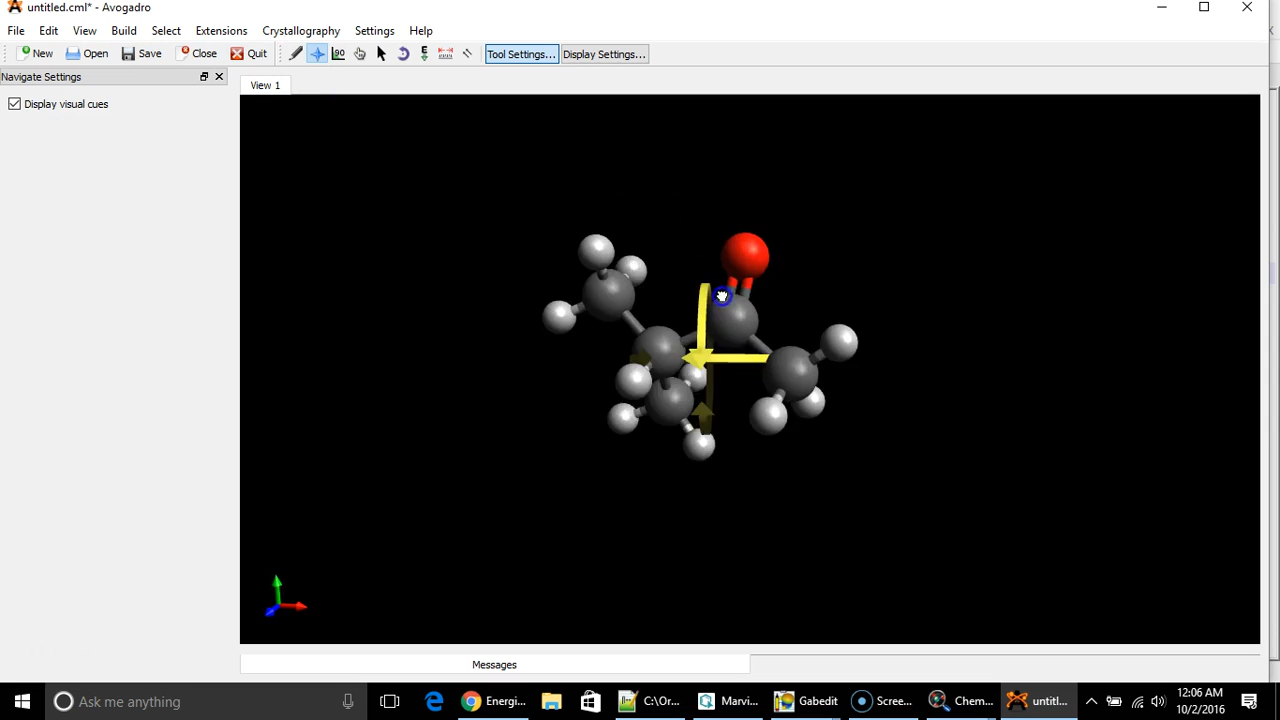 untitled.cml* - Avogadro
File Edit View Build Select Extensions Crystallography Settings Help
New Open Save Close Quit Tool Settings... Display Settings...
Navigate Settings
View 1
Display visual cues
Messages
Ask me anything
Energi...
C:\Or...
Marvi...
Gabedit
Scree...
Chem...
untitl...
12:06 AM
10/2/2016